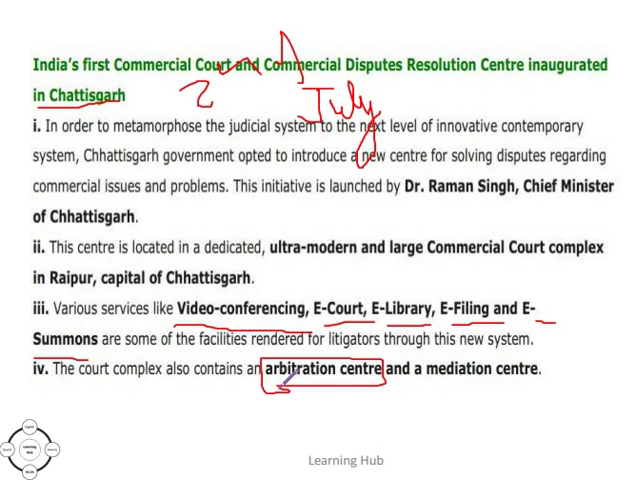 India's first Commercial Court and Commercial Disputes Resolution Centre inaugurated
in Chattisgarh
2nd
July
i. In order to metamorphose the judicial system to the next level of innovative contemporary
system, Chhattisgarh government opted to introduce a new centre for solving disputes regarding
commercial issues and problems. This initiative is launched by Dr. Raman Singh, Chief Minister
of Chhattisgarh.
ii. This centre is located in a dedicated, ultra-modern and large Commercial Court complex
in Raipur, capital of Chhattisgarh.
iii. Various services like Video-conferencing, E-Court, E-Library, E-Filing and E-
Summons are some of the facilities rendered for litigators through this new system.
iv. The court complex also contains an arbitration centre and a mediation centre.
Learning
Hub
Learning Hub